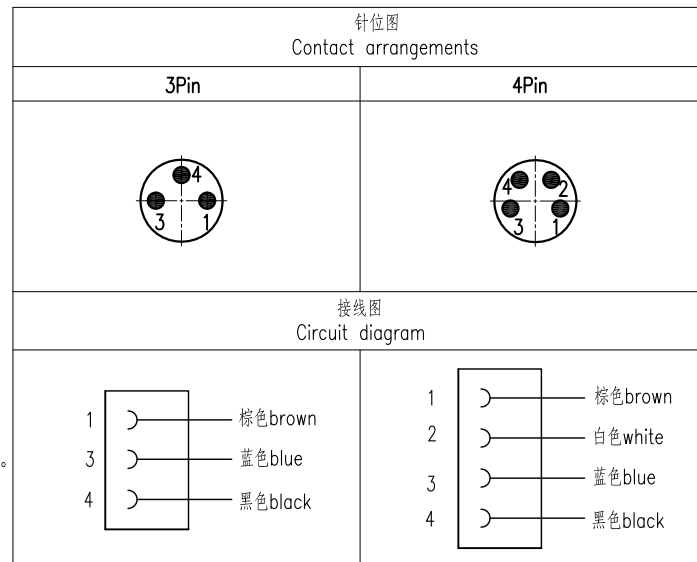 针位图
Contact arrangements
3Pin
4Pin
4
3
1
4
2
3
1
接线图
Circuit diagram
1 棕色brown
3 蓝色blue
4 黑色black
1 棕色brown
2 白色white
3 蓝色blue
4 黑色black
。